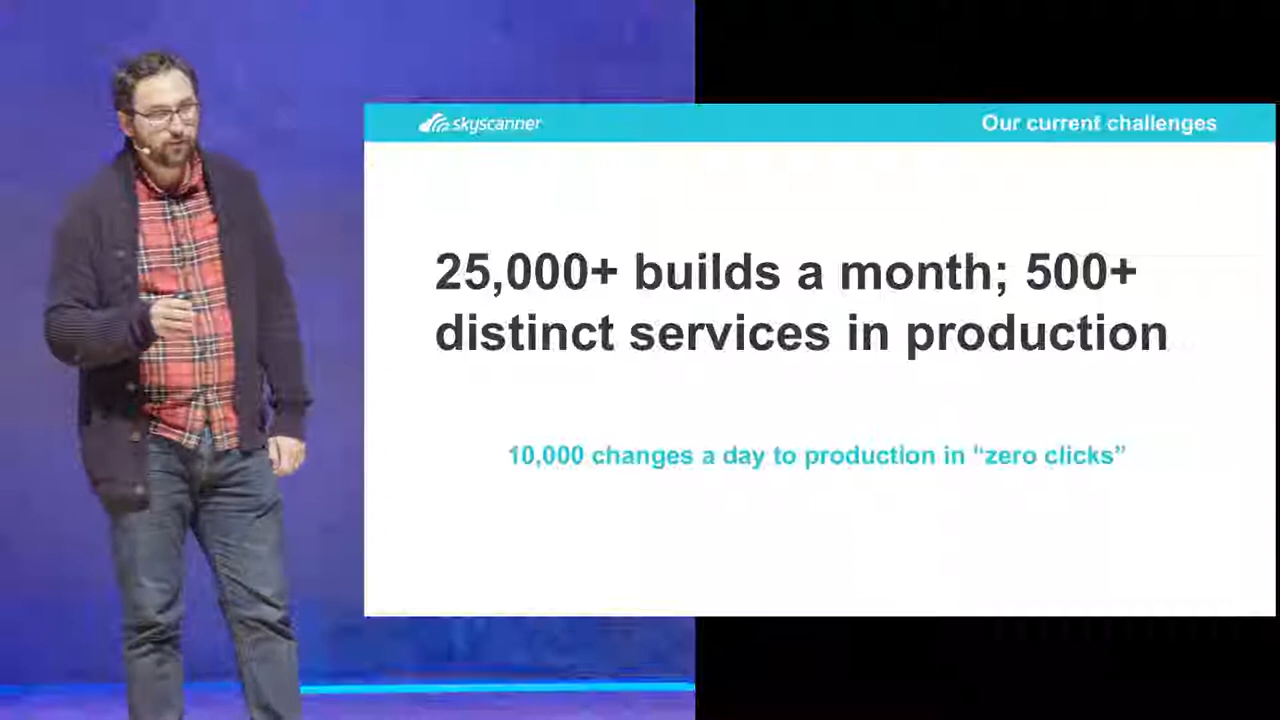 skyscanner
Our current challenges
25,000+ builds a month; 500+
distinct services in production
10,000 changes a day to production in “zero clicks”